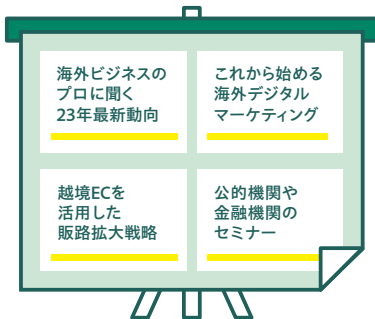 海外ビジネスの
プロに聞く
23年最新動向
これから始める
海外デジタル
マーケティング
越境ECを
活用した
販路拡大戦略
公的機関や
金融機関の
セミナー